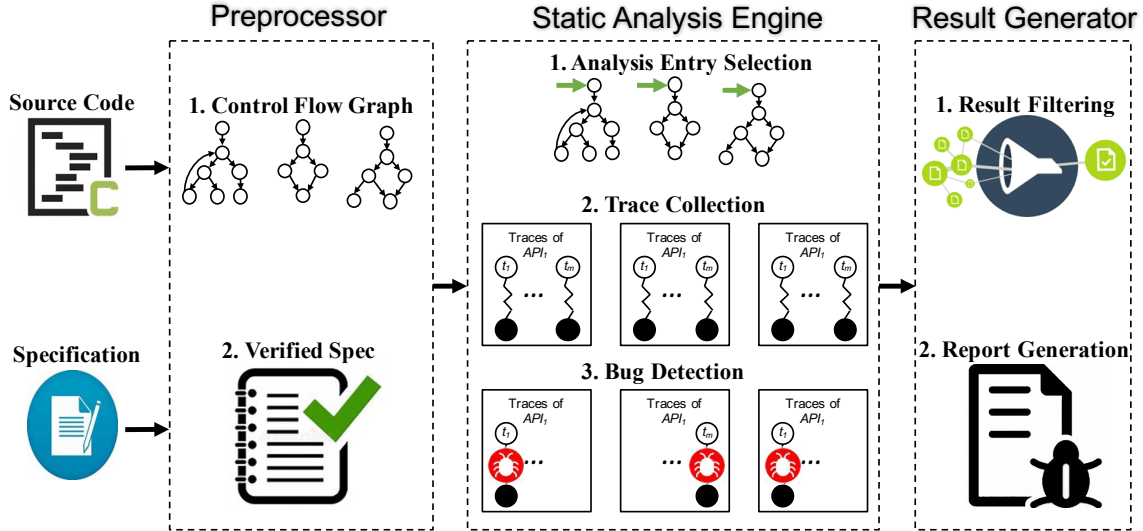 Preprocessor
Static Analysis Engine
Result Generator
Source Code
C
1. Control Flow Graph
Specification
2. Verified Spec
1. Analysis Entry Selection
2. Trace Collection
Traces of
API1
t1
...
tm
Traces of
API1
t1
...
tm
Traces of
API1
t1
...
tm
3. Bug Detection
Traces of
API1
t1
...
Traces of
API1
...
tm
Traces of
API1
t1
...
1. Result Filtering
2. Report Generation